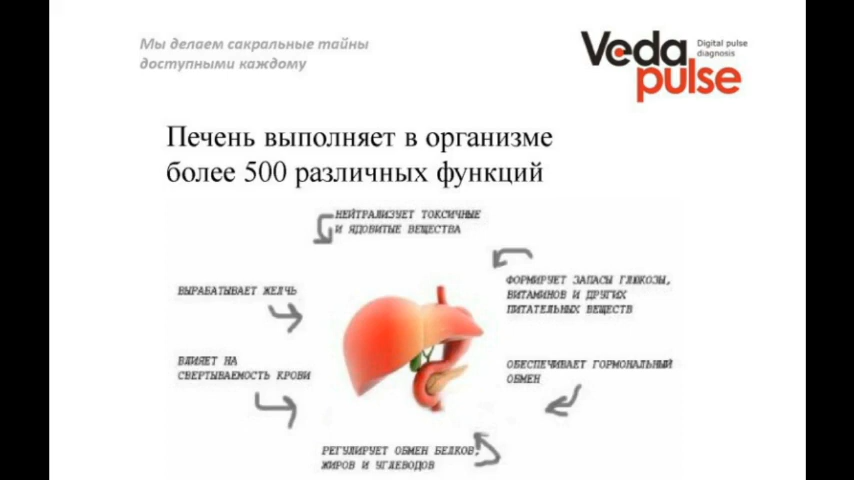 Мы делаем сакральные тайны
доступными каждому
Veda
pulse
Digital pulse
diagnosis
Печень выполняет в организме
более 500 различных функций
НЕЙТРАЛИЗУЕТ ТОКСИЧНЫЕ
И ЯДОВИТЫЕ ВЕЩЕСТВА
ВЫРАБАТЫВАЕТ ЖЕЛЧЬ
ФОРМИРУЕТ ЗАПАСЫ ГЛЮКОЗЫ,
ВИТАМИНОВ И ДРУГИХ
ПИТАТЕЛЬНЫХ ВЕЩЕСТВ
ВЛИЯЕТ НА
СВЕРТЫВАЕМОСТЬ КРОВИ
ОБЕСПЕЧИВАЕТ ГОРМОНАЛЬНЫЙ
ОБМЕН
РЕГУЛИРУЕТ ОБМЕН БЕЛКОВ,
ЖИРОВ И УГЛЕВОДОВ